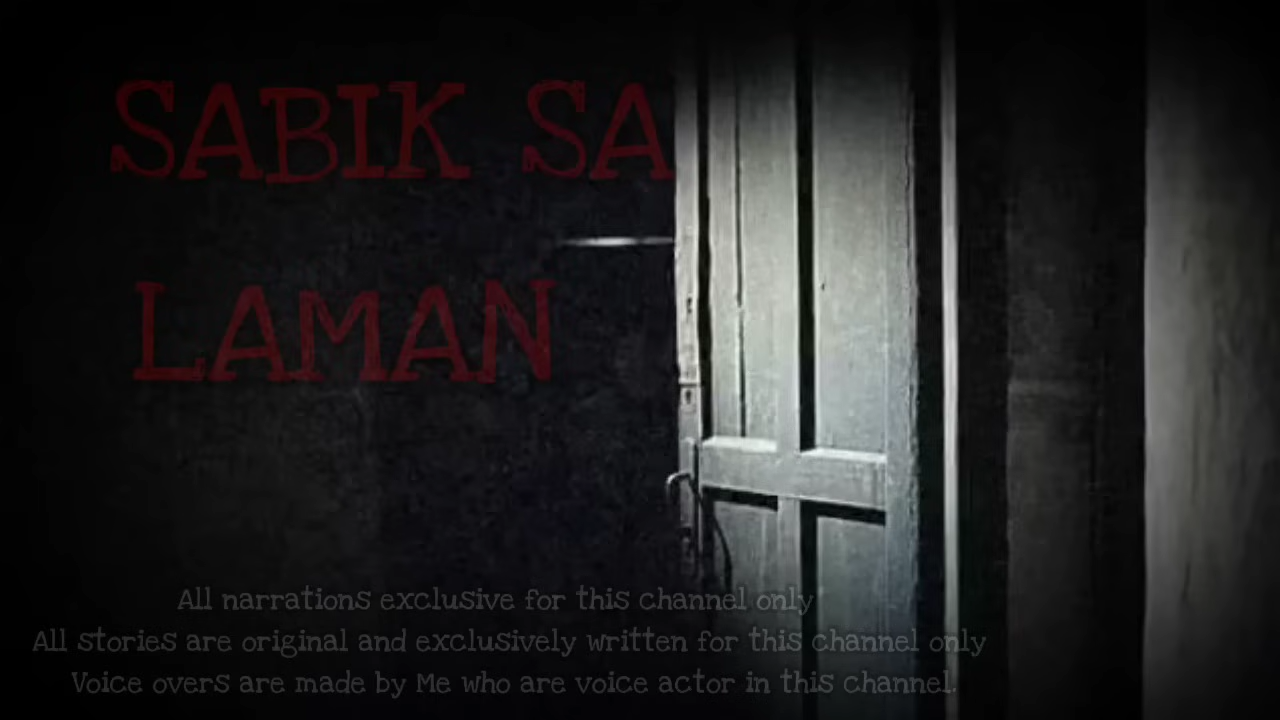 SABIK SA
LAMAN
All narrations exclusive for this channel only
All stories are original and exclusively written for this channel only
Voice overs are made by Me who are voice actor in this channel.